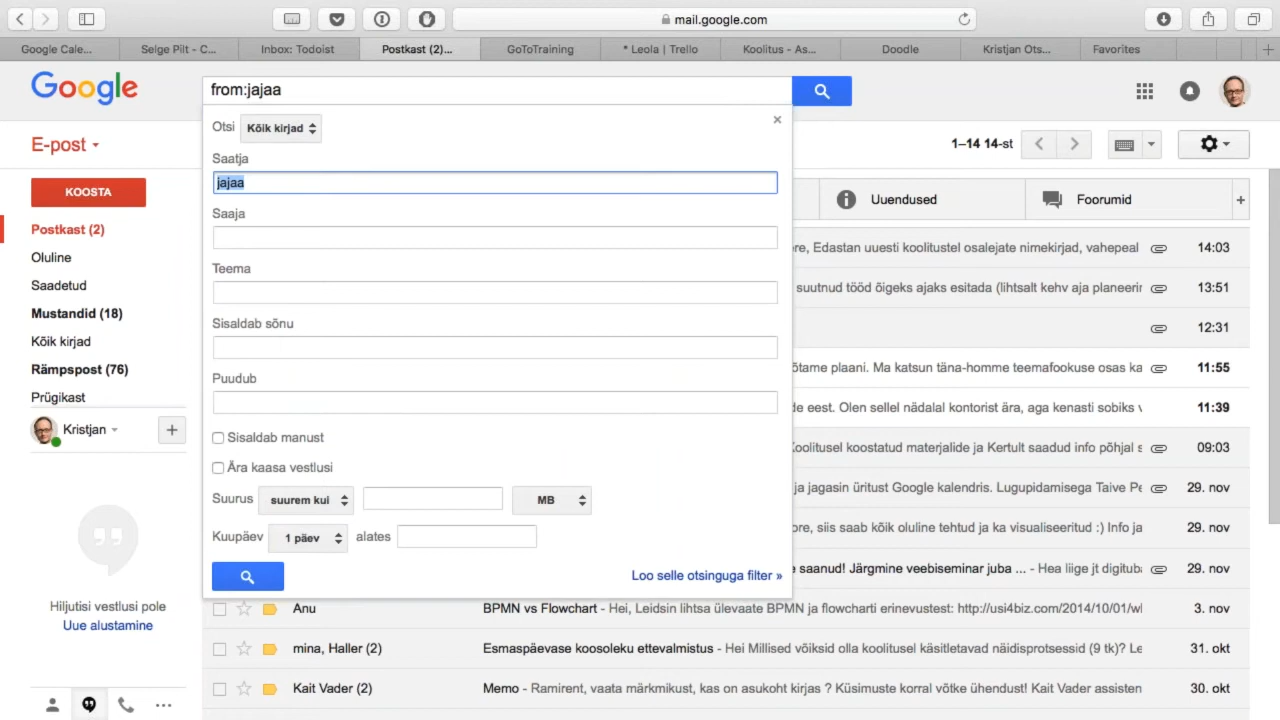 mail.google.com
Google Cale...
Selge Pilt - C...
Inbox: Todoist
Postkast (2)...
GoToTraining
* Leola | Trello
Koolitus - As...
Doodle
Kristjan Ots...
Favorites
Google
from:jajaa
Otsi
Kõik kirjad
Saatja
jajaa
Saaja
Teema
Sisaldab sõnu
Puudub
Sisaldab manust
Ära kaasa vestlusi
Suurus
suurem kui
MB
Kuupäev
1 päev
alates
Loo selle otsinguga filter »
E-post
KOOSTA
Postkast (2)
Oluline
Saadetud
Mustandid (18)
Kõik kirjad
Rämpspost (76)
Prügikast
Kristjan
Hiljutisi vestlusi pole
Uue alustamine
1–14 14-st
Uuendused
Foorumid
re, Edastan uuesti koolitustel osalejate nimekirjad, vahepeal 14:03
suutnud tööd õigeks ajaks esitada (lihtsalt kehv aja planeerir 13:51
12:31
õtame plaani. Ma katsun täna-homme teemafookuse osas ka 11:55
de eest. Olen sellel nädalal kontorist ära, aga kenasti sobiks v 11:39
Koolitusel koostatud materjalide ja Kertult saadud info põhjal s 09:03
ja jagasin üritust Google kalendris. Lugupidamisega Taive Pe 29. nov
ore, siis saab kõik oluline tehtud ja ka visualiseeritud :) Info ja 29. nov
e saanud! Järgmine veebiseminar juba ... - Hea liige jt digituba 29. nov
Anu BPMN vs Flowchart - Hei, Leidsin lihtsa ülevaate BPMN ja flowcharti erinevustest: http://usi4biz.com/2014/10/01/wl 3. nov
mina, Haller (2) Esmaspäevase koosoleku ettevalmistus - Hei Millised võiksid olla koolitusel käsitletavad näidisprotsessid (9 tk)? Le 31. okt
Kait Vader (2) Memo - Ramirent, vaata märkmikust, kas on asukoht kirjas ? Küsimuste korral võtke ühendust! Kait Vader assisten 30. okt